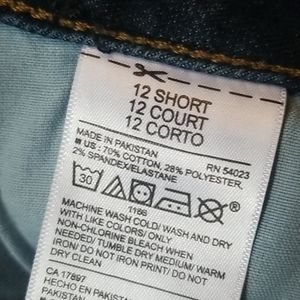 12 SHORT
12 COURT
12 CORTO
MADE IN PAKISTAN RN 54023
US: 70% COTTON, 28% POLYESTER,
2% SPANDEX/ELASTANE
30
1186
MACHINE WASH COLD/ WASH AND DRY
WITH LIKE COLORS/ ONLY
NON-CHLORINE BLEACH WHEN
NEEDED/ TUMBLE DRY MEDIUM/ WARM
IRON/ DO NOT IRON PRINT/ DO NOT
DRY CLEAN
CA 17897
HECHO EN PAKISTAN